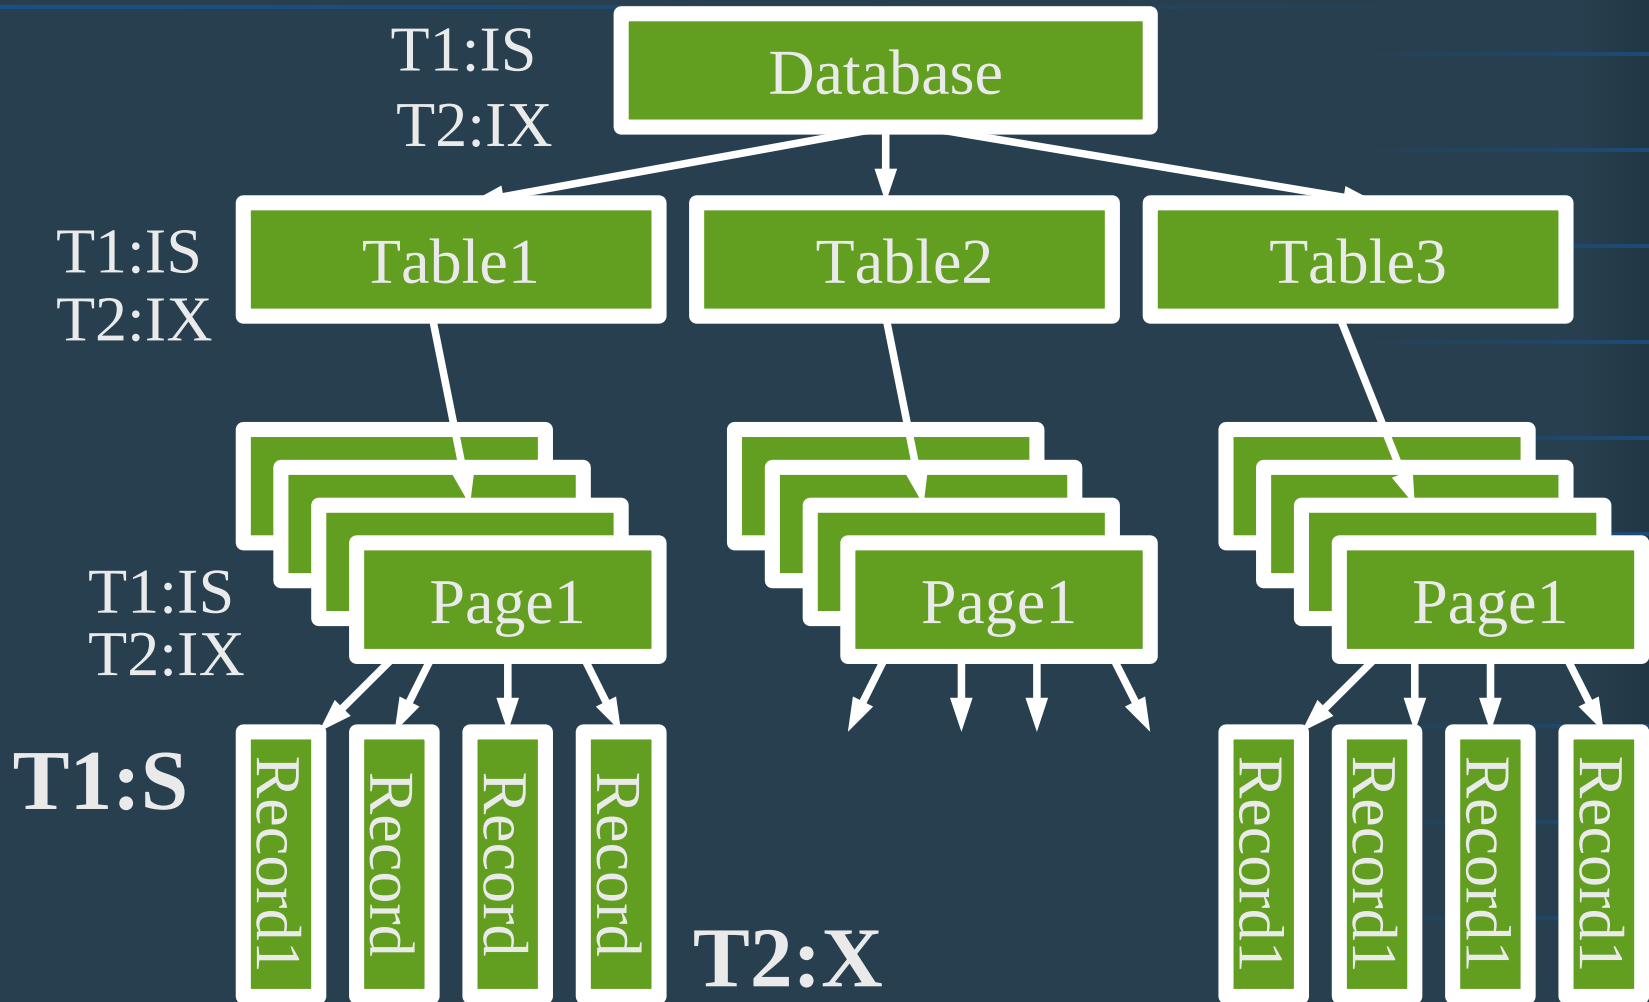 T1:IS
Database
T2:IX
T1:IS
Table1
Table2
Table3
T2:IX
T1:IS
Page1
Page1
Page1
T2:IX
T1:S
Record1
Record
Record
Record
Record1
Record1
Record1
Record1
T2:X